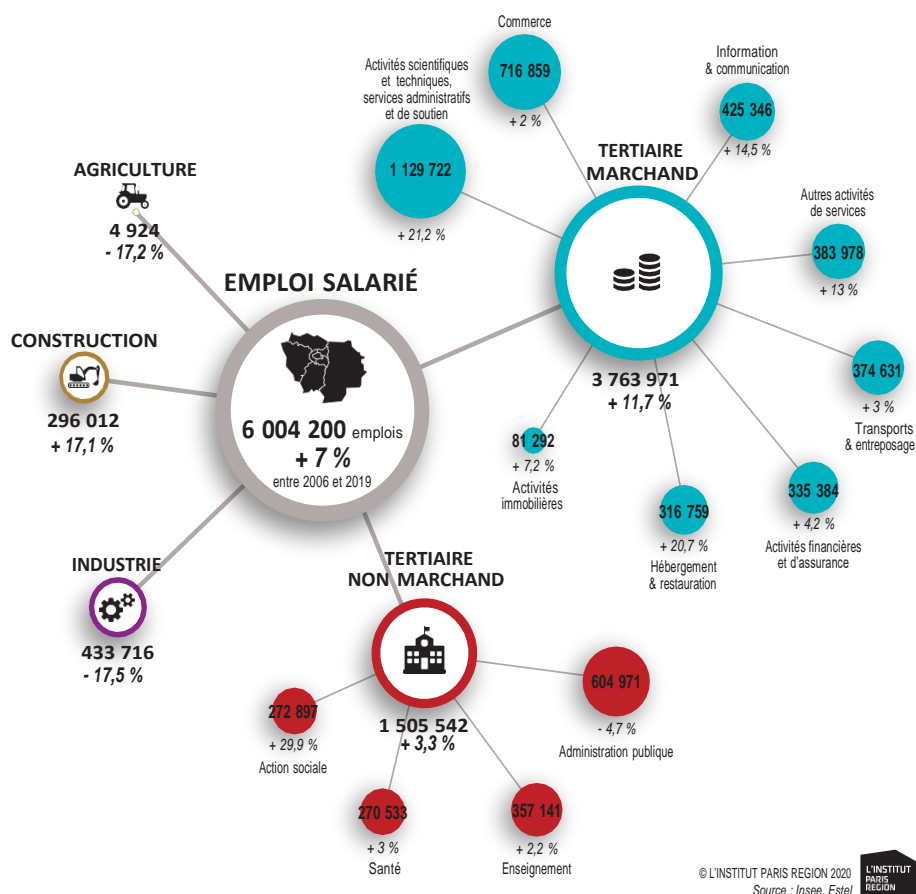 Commerce
716 859
+ 2 %
Information
& communication
425 346
+ 14,5 %
Activités scientifiques
et techniques,
services administratifs
et de soutien
1 129 722
+ 21,2 %
TERTIAIRE
MARCHAND
3 763 971
+ 11,7 %
Autres activités
de services
383 978
+ 13 %
374 631
+ 3 %
Transports
& entreposage
335 384
+ 4,2 %
Activités financières
et d'assurance
316 759
+ 20,7 %
Hébergement
& restauration
81 292
+ 7,2 %
Activités
immobilières
AGRICULTURE
4 924
- 17,2 %
EMPLOI SALARIÉ
6 004 200 emplois
+ 7 %
entre 2006 et 2019
CONSTRUCTION
296 012
+ 17,1 %
INDUSTRIE
433 716
- 17,5 %
TERTIAIRE
NON MARCHAND
1 505 542
+ 3,3 %
272 897
+ 29,9 %
Action sociale
270 533
+ 3 %
Santé
357 141
+ 2,2 %
Enseignement
604 971
- 4,7 %
Administration publique
© L'INSTITUT PARIS REGION 2020
Source : Insee, Estel
L'INSTITUT
PARIS
REGION